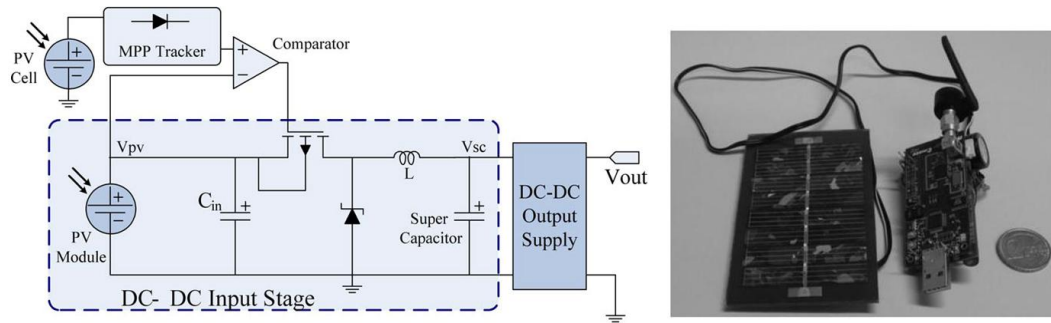 PV
Cell
MPP Tracker
Comparator
+
−
+
−
Vpv
Vsc
L
Cin
+
+
−
PV
Module
Super
Capacitor
+
DC-DC
Output
Supply
Vout
DC- DC Input Stage